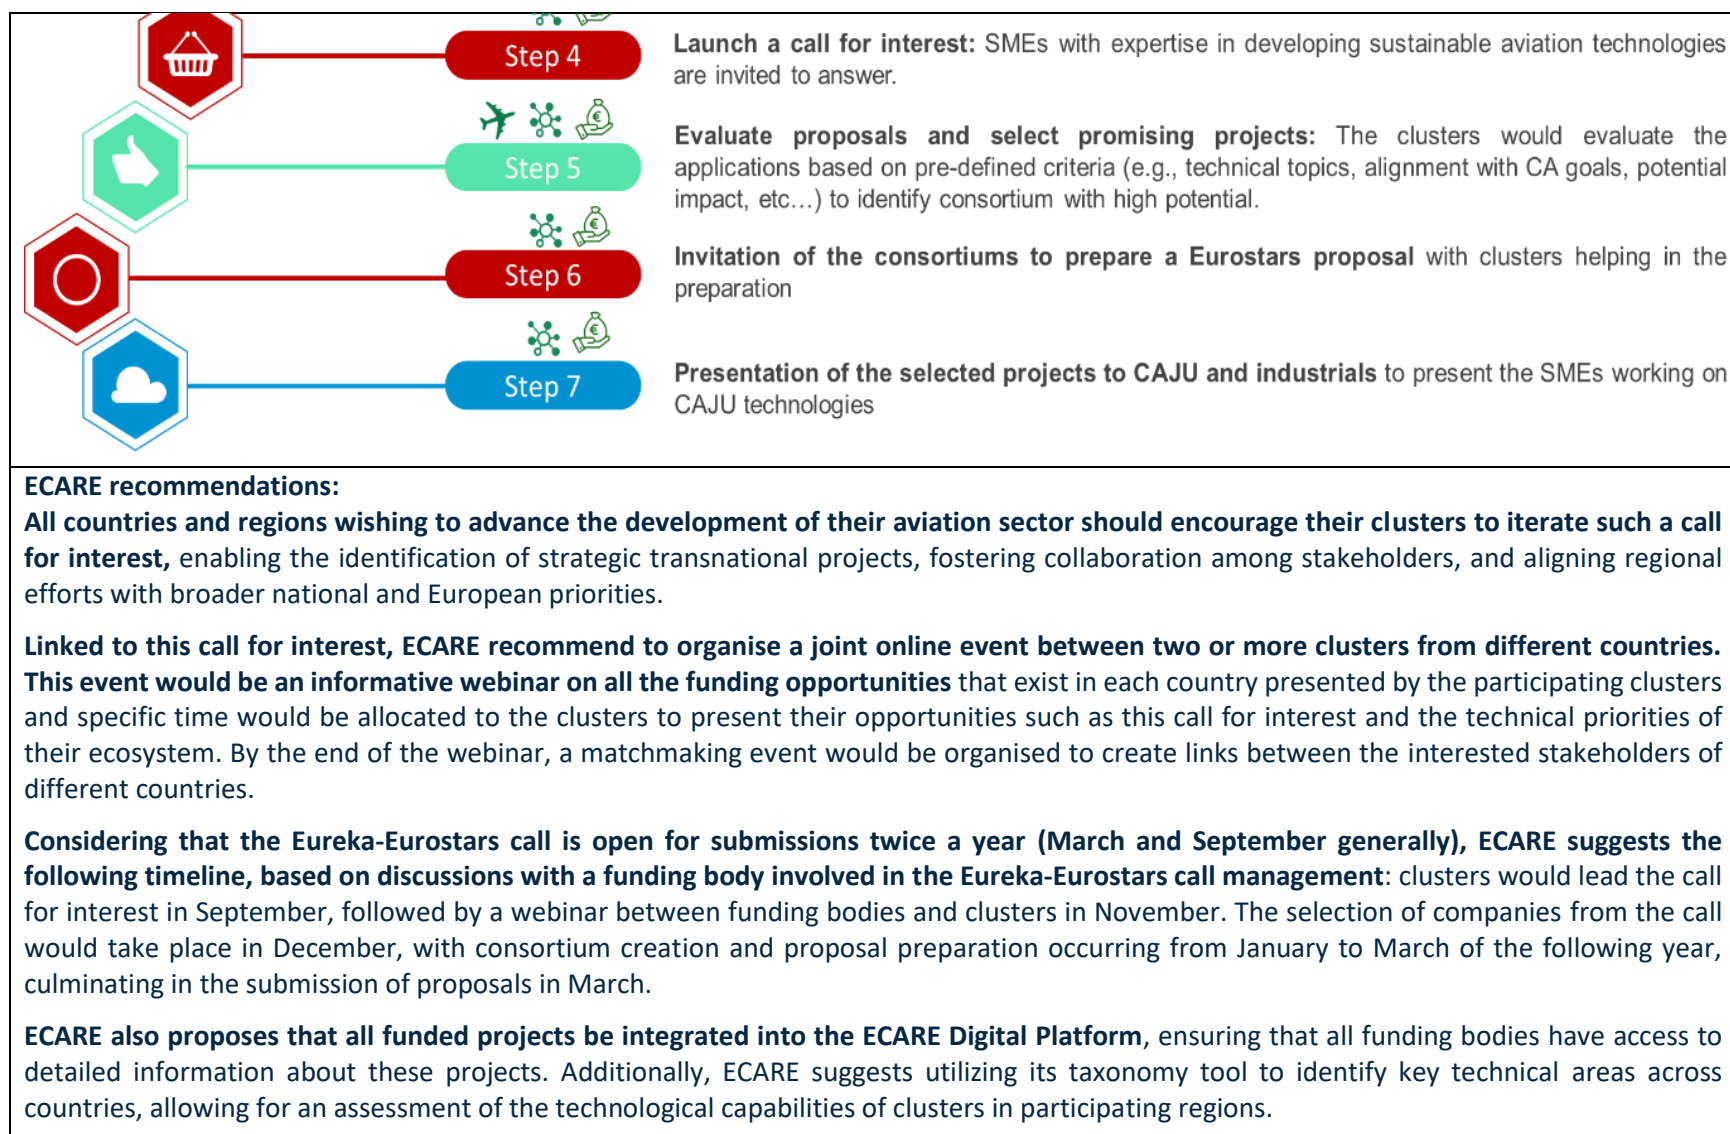 Step 4
Launch a call for interest: SMEs with expertise in developing sustainable aviation technologies
are invited to answer.
Step 5
Evaluate proposals and select promising projects: The clusters would evaluate the
applications based on pre-defined criteria (e.g., technical topics, alignment with CA goals, potential
impact, etc…) to identify consortium with high potential.
Step 6
Invitation of the consortiums to prepare a Eurostars proposal with clusters helping in the
preparation
Step 7
Presentation of the selected projects to CAJU and industrials to present the SMEs working on
CAJU technologies
ECARE recommendations:
All countries and regions wishing to advance the development of their aviation sector should encourage their clusters to iterate such a call
for interest, enabling the identification of strategic transnational projects, fostering collaboration among stakeholders, and aligning regional
efforts with broader national and European priorities.
Linked to this call for interest, ECARE recommend to organise a joint online event between two or more clusters from different countries.
This event would be an informative webinar on all the funding opportunities that exist in each country presented by the participating clusters
and specific time would be allocated to the clusters to present their opportunities such as this call for interest and the technical priorities of
their ecosystem. By the end of the webinar, a matchmaking event would be organised to create links between the interested stakeholders of
different countries.
Considering that the Eureka-Eurostars call is open for submissions twice a year (March and September generally), ECARE suggests the
following timeline, based on discussions with a funding body involved in the Eureka-Eurostars call management: clusters would lead the call
for interest in September, followed by a webinar between funding bodies and clusters in November. The selection of companies from the call
would take place in December, with consortium creation and proposal preparation occurring from January to March of the following year,
culminating in the submission of proposals in March.
ECARE also proposes that all funded projects be integrated into the ECARE Digital Platform, ensuring that all funding bodies have access to
detailed information about these projects. Additionally, ECARE suggests utilizing its taxonomy tool to identify key technical areas across
countries, allowing for an assessment of the technological capabilities of clusters in participating regions.